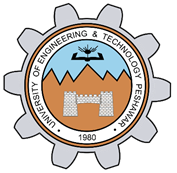 UNIVERSITY OF ENGINEERING & TECHNOLOGY PESHAWAR
1980